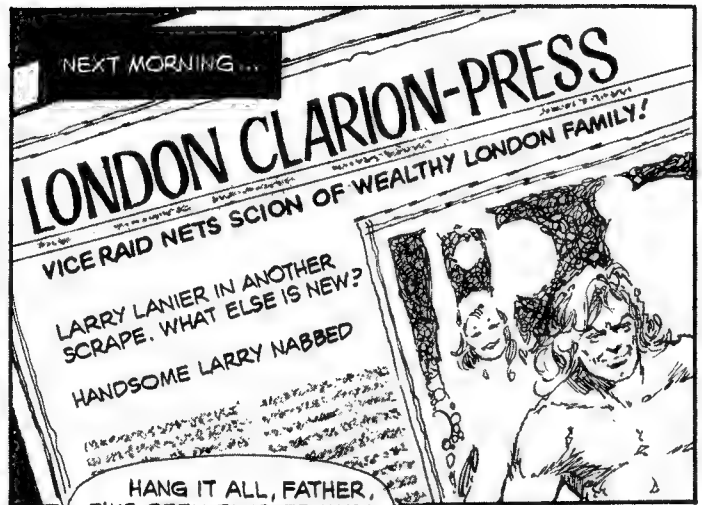 NEXT MORNING...
LONDON CLARION-PRESS
VICE RAID NETS SCION OF WEALTHY LONDON FAMILY!
LARRY LANIER IN ANOTHER
SCRAPE. WHAT ELSE IS NEW?
HANDSOME LARRY NABBED
HANG IT ALL, FATHER,